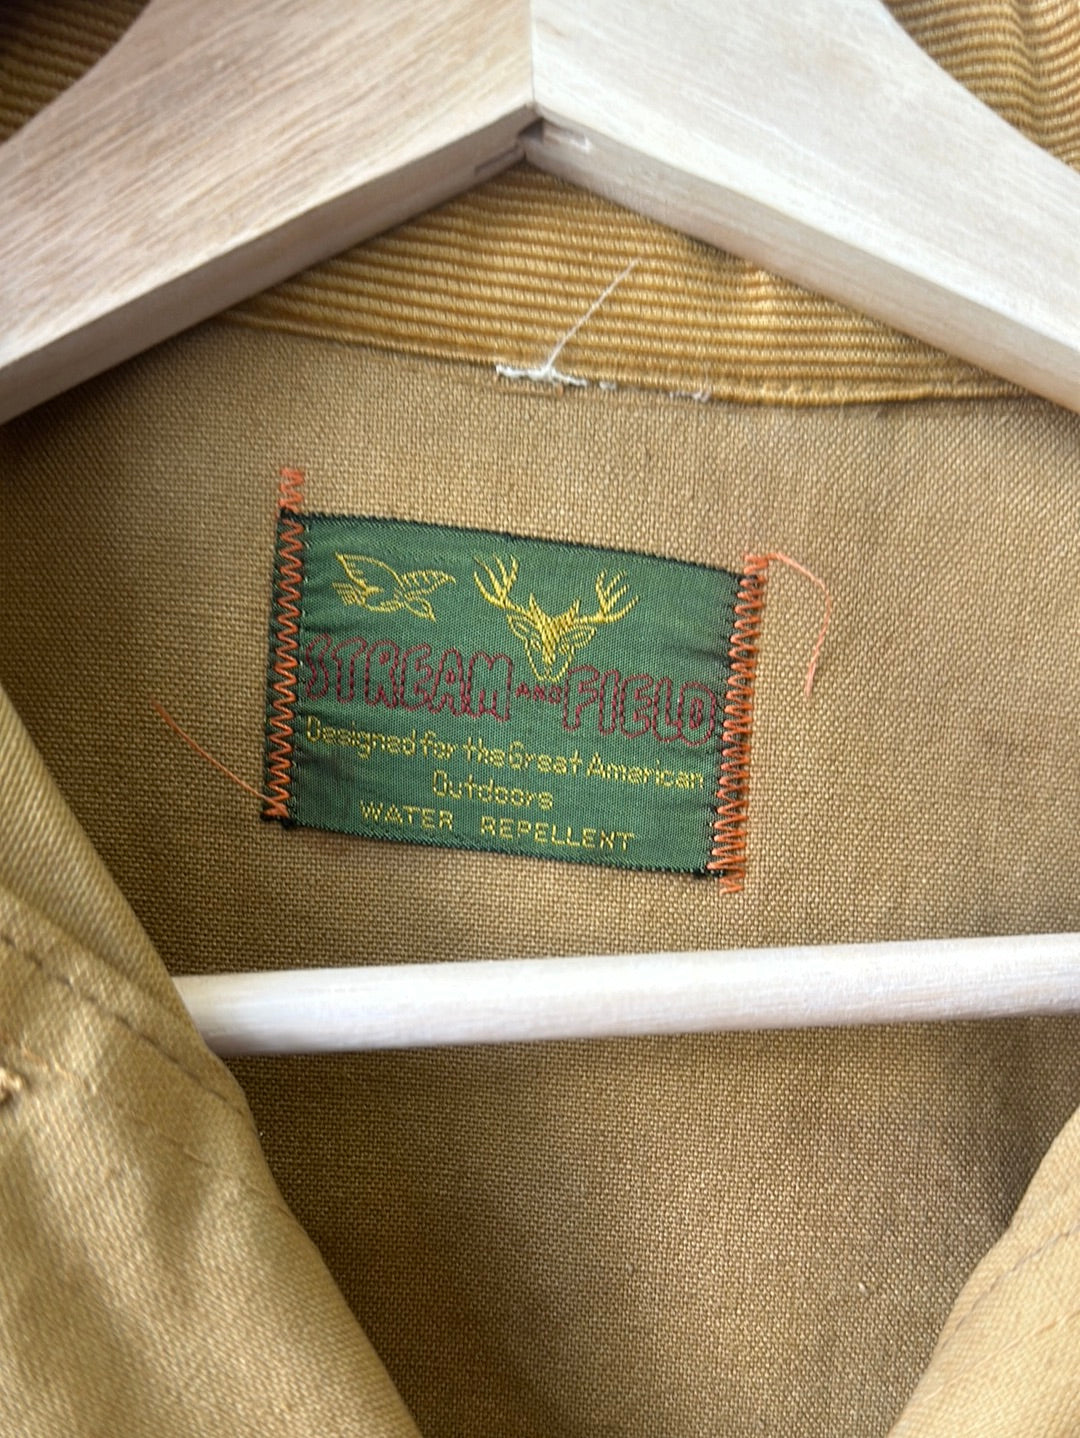 STREAM AND FIELD
Designed for the Great American
Outdoors
WATER REPELLENT